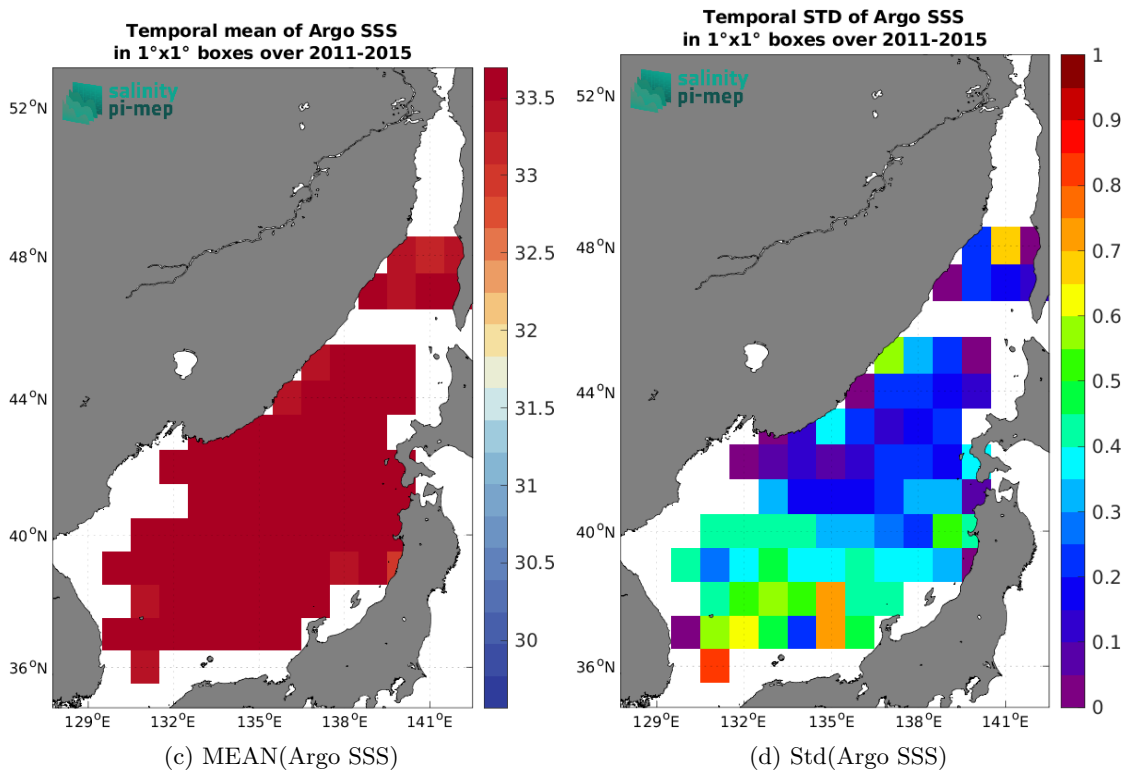 Temporal mean of Argo SSS
in 1°x1° boxes over 2011-2015
salinity
pi-mep
52°N
48°N
44°N
40°N
36°N
129°E
132°E
135°E
138°E
141°E
33.5
33
32.5
32
31.5
31
30.5
30
(c) MEAN(Argo SSS)
Temporal STD of Argo SSS
in 1°x1° boxes over 2011-2015
salinity
pi-mep
52°N
48°N
44°N
40°N
36°N
129°E
132°E
135°E
138°E
141°E
1
0.9
0.8
0.7
0.6
0.5
0.4
0.3
0.2
0.1
0
(d) Std(Argo SSS)